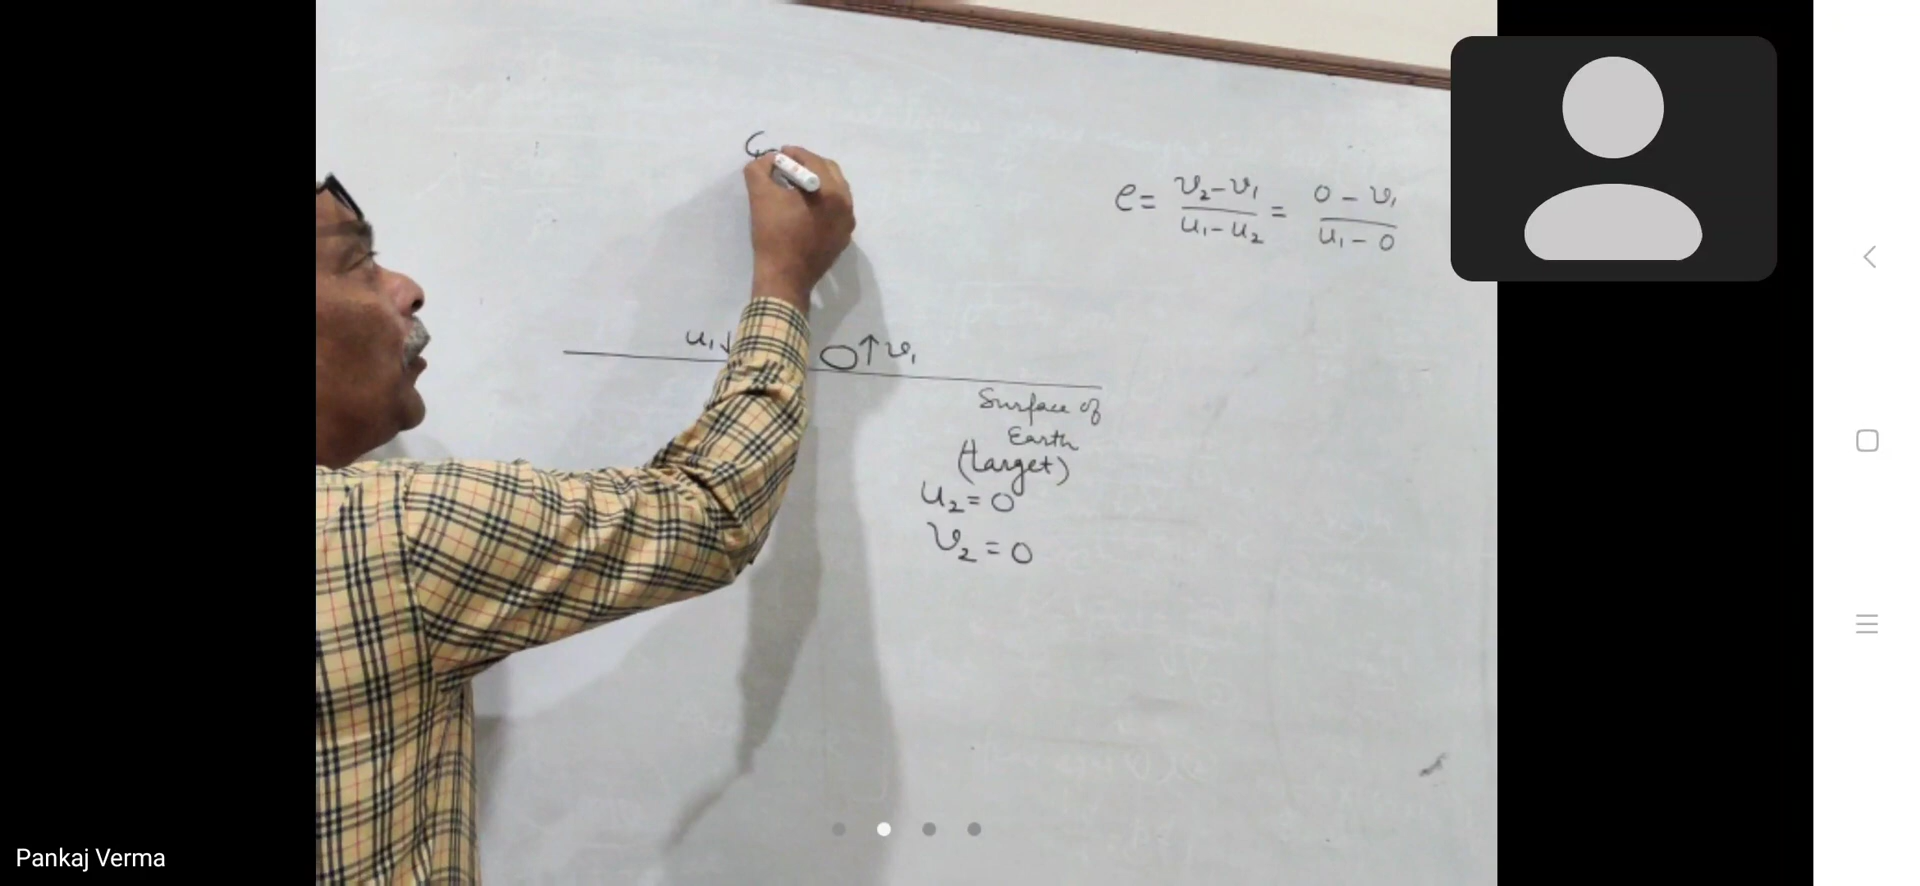 e = v₂-v₁ / u₁-u₂ = 0 - v₁ / u₁ - 0
u₁↓
↑v₁
Surface of
Earth
(target)
u₂ = 0
v₂ = 0
Pankaj Verma